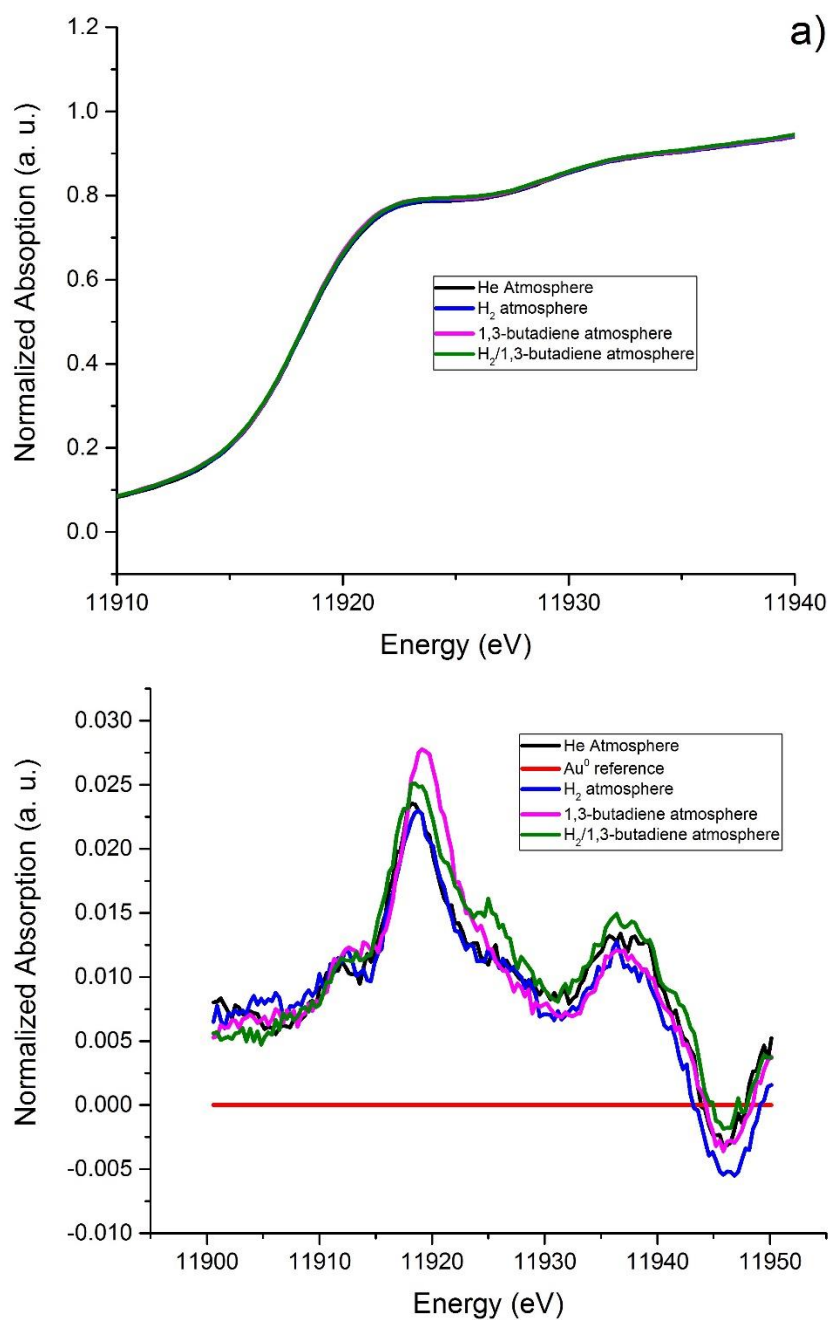 a)
1.2
1.0
0.8
0.6
0.4
0.2
0.0
Normalized Absoption (a. u.)
He Atmosphere
H₂ atmosphere
1,3-butadiene atmosphere
H₂/1,3-butadiene atmosphere
11910
11920
11930
11940
Energy (eV)
0.030
0.025
0.020
0.015
0.010
0.005
0.000
-0.005
-0.010
Normalized Absorption (a. u.)
He Atmosphere
Au⁰ reference
H₂ atmosphere
1,3-butadiene atmosphere
H₂/1,3-butadiene atmosphere
11900
11910
11920
11930
11940
11950
Energy (eV)